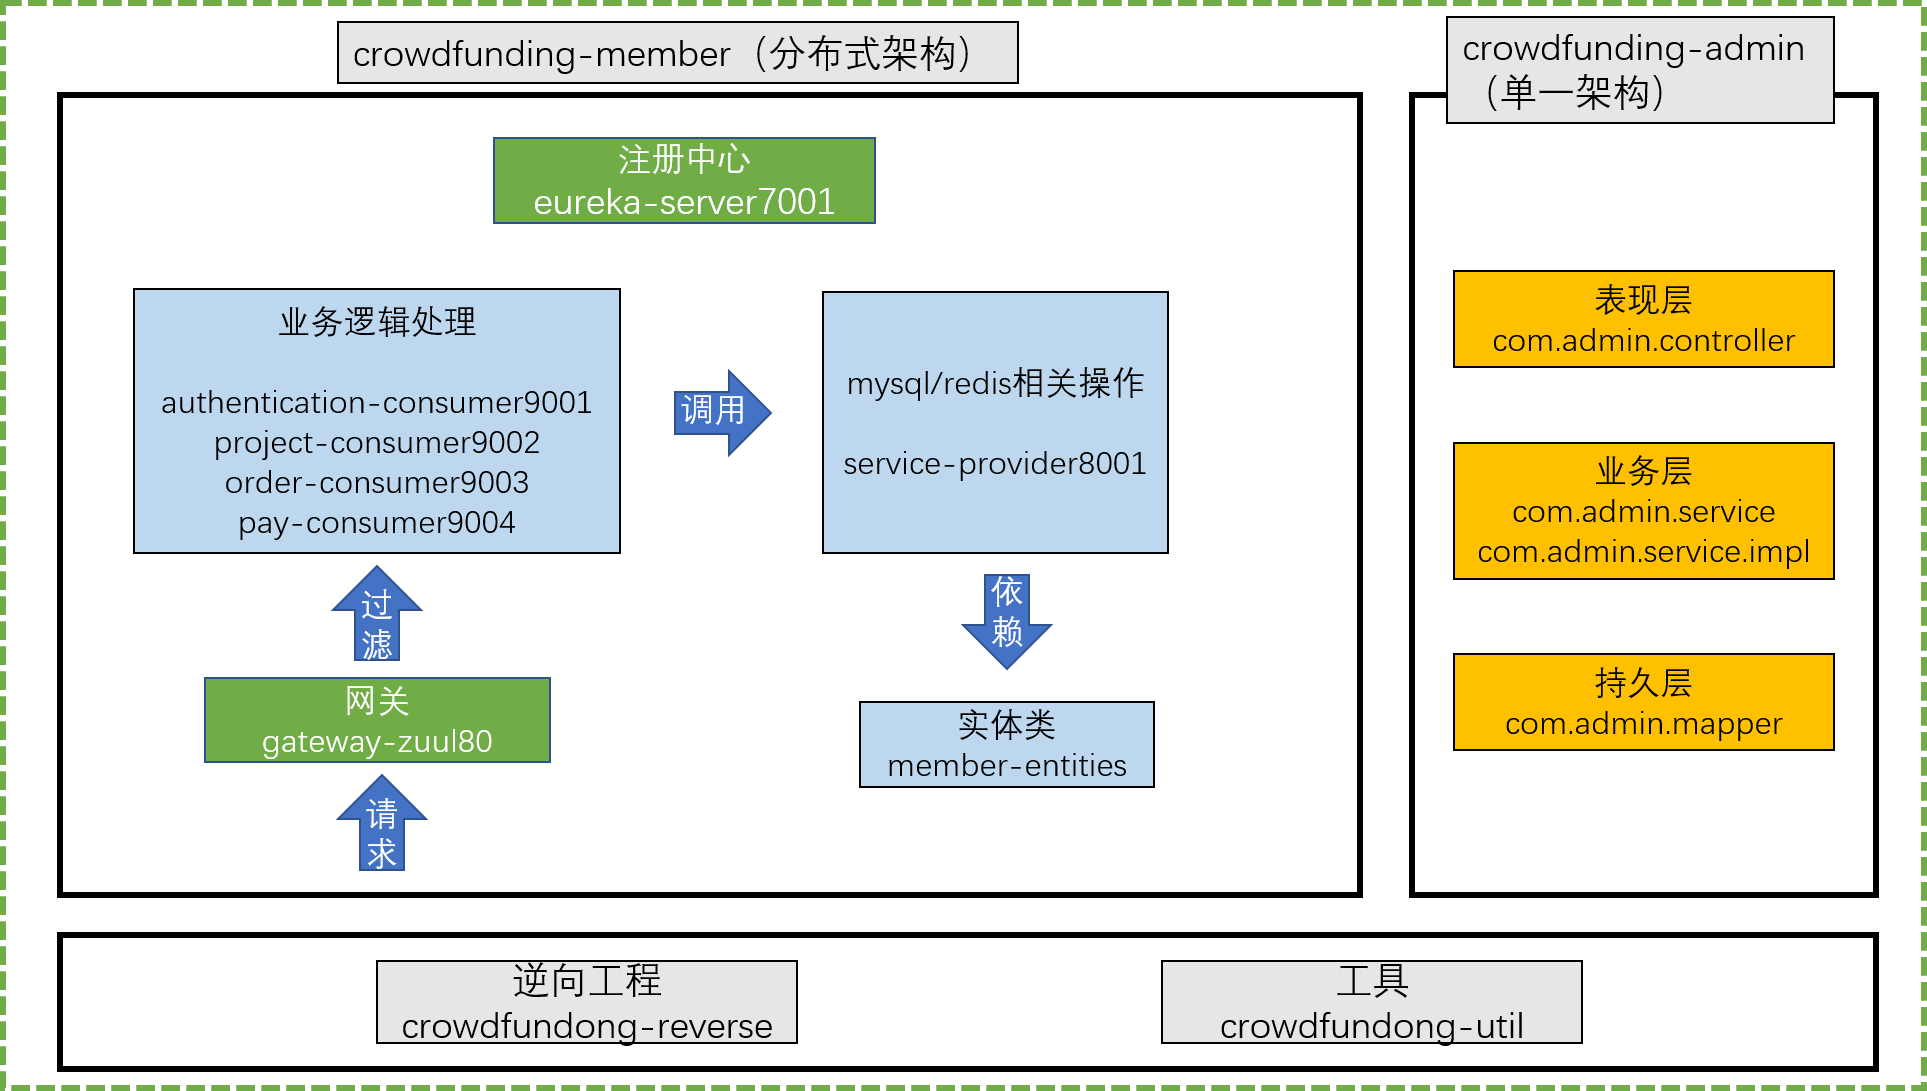 crowdfunding-member（分布式架构）
注册中心
eureka-server7001
业务逻辑处理
authentication-consumer9001
project-consumer9002
order-consumer9003
pay-consumer9004
调用
mysql/redis相关操作
service-provider8001
过
滤
依
赖
网关
gateway-zuul80
实体类
member-entities
请
求
crowdfunding-admin
（单一架构）
表现层
com.admin.controller
业务层
com.admin.service
com.admin.service.impl
持久层
com.admin.mapper
逆向工程
crowdfundong-reverse
工具
crowdfundong-util